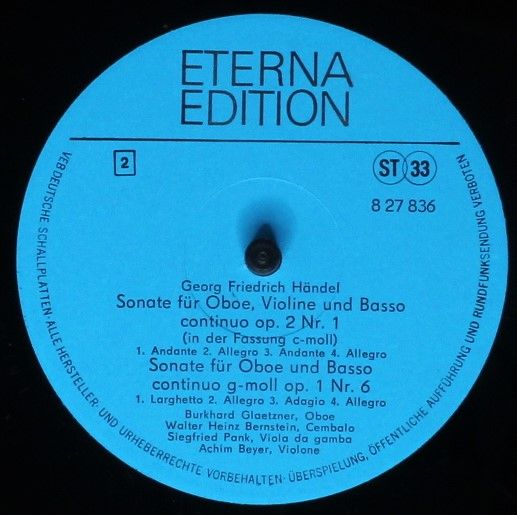 ETERNA
EDITION
2
ST 33
8 27 836
Georg Friedrich Händel
Sonate für Oboe, Violine und Basso
continuo op. 2 Nr. 1
(in der Fassung c-moll)
1. Andante 2. Allegro 3. Andante 4. Allegro
Sonate für Oboe und Basso
continuo g-moll op. 1 Nr. 6
1. Larghetto 2. Allegro 3. Adagio 4. Allegro
Burkhard Glaetzner, Oboe
Walter Heinz Bernstein, Cembalo
Siegfried Pank, Viola da gamba
Achim Beyer, Violone
VEB DEUTSCHE SCHALLPLATTEN · ALLE HERSTELLER- UND URHEBERRECHTE VORBEHALTEN · ÜBERSPIELUNG, ÖFFENTLICHE AUFFÜHRUNG UND RUNDFUNKSENDUNG VERBOTEN